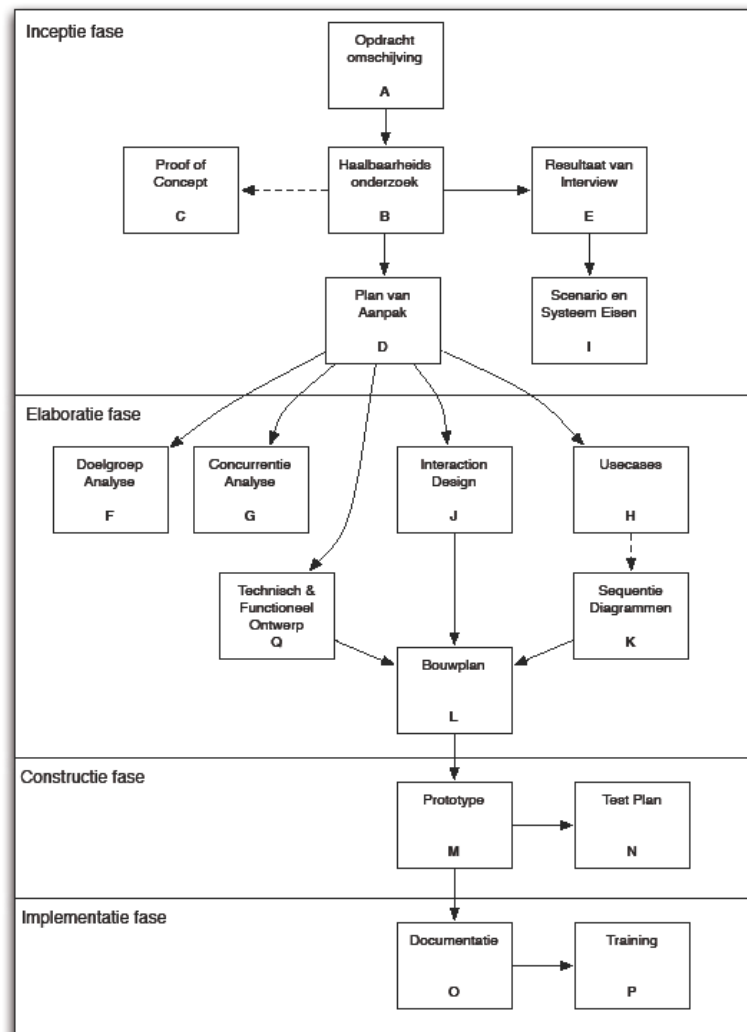 Inceptie fase
Opdracht
omschijving
A
Proof of
Concept
C
Haalbaarheids
onderzoek
B
Resultaat van
Interview
E
Plan van
Aanpak
D
Scenario en
Systeem Eisen
I
Elaboratie fase
Doelgroep
Analyse
F
Concurrentie
Analyse
G
Interaction
Design
J
Usecases
H
Technisch &
Functioneel
Ontwerp
Q
Sequentie
Diagrammen
K
Bouwplan
L
Constructie fase
Prototype
M
Test Plan
N
Implementatie fase
Documentatie
O
Training
P